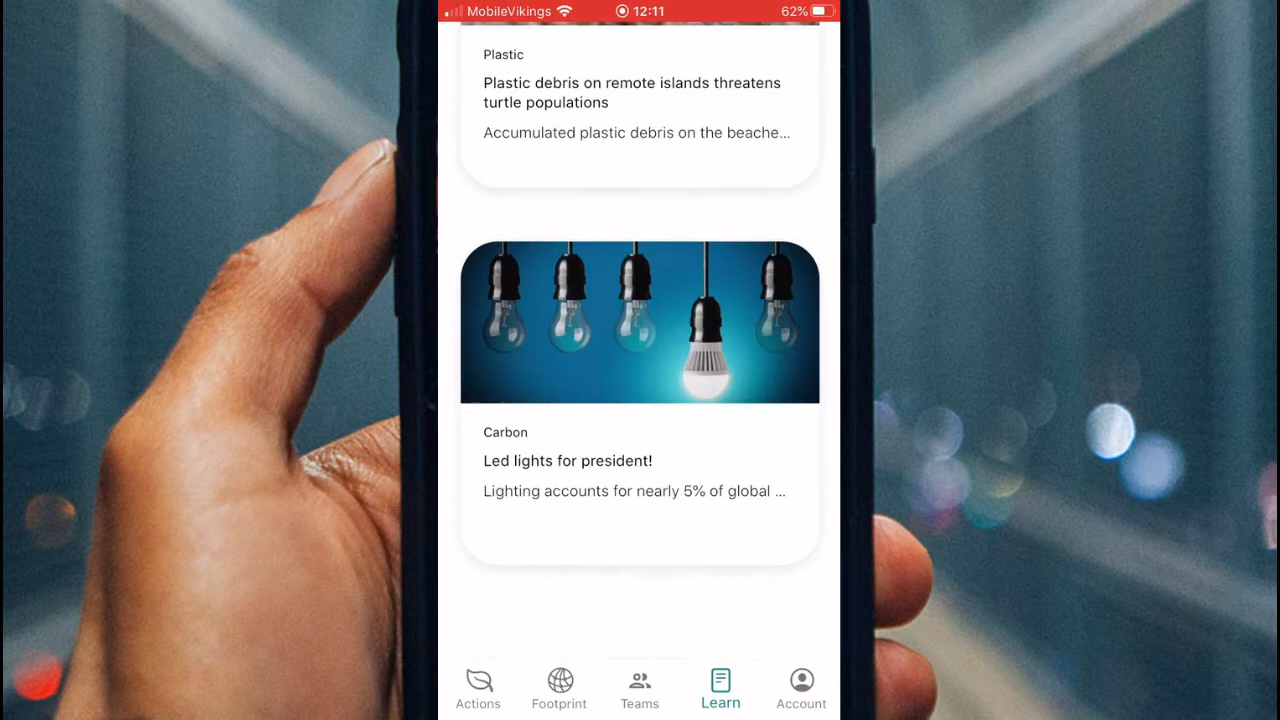 MobileVikings 12:11 62%
Plastic
Plastic debris on remote islands threatens
turtle populations
Accumulated plastic debris on the beache...
Carbon
Led lights for president!
Lighting accounts for nearly 5% of global ...
Actions Footprint Teams Learn Account